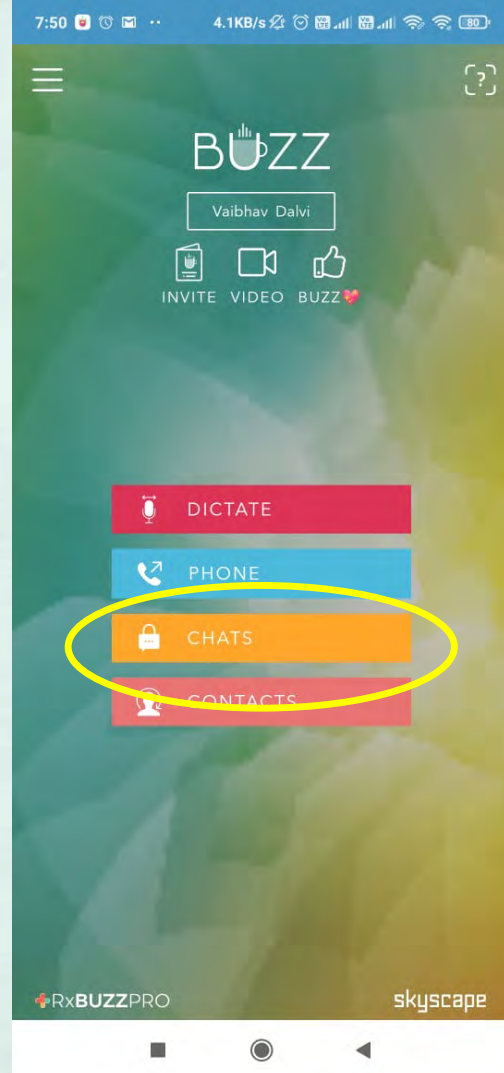 7:50 4.1KB/s 80
BUZZ
Vaibhav Dalvi
INVITE VIDEO BUZZ
DICTATE
PHONE
CHATS
CONTACTS
RxBUZZPRO skyscape